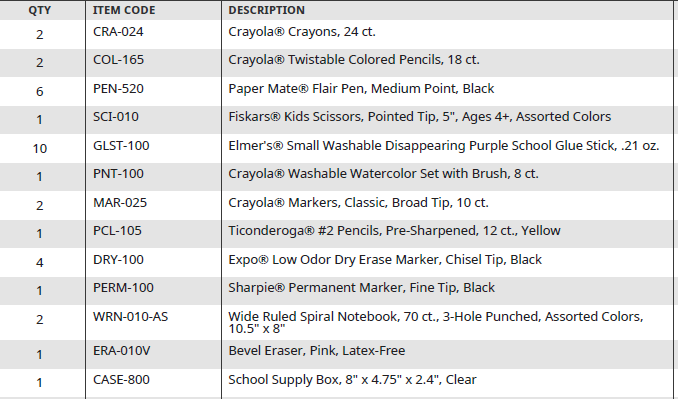 QTY ITEM CODE DESCRIPTION
2 CRA-024 Crayola® Crayons, 24 ct.
2 COL-165 Crayola® Twistable Colored Pencils, 18 ct.
6 PEN-520 Paper Mate® Flair Pen, Medium Point, Black
1 SCI-010 Fiskars® Kids Scissors, Pointed Tip, 5", Ages 4+, Assorted Colors
10 GLST-100 Elmer's® Small Washable Disappearing Purple School Glue Stick, .21 oz.
1 PNT-100 Crayola® Washable Watercolor Set with Brush, 8 ct.
2 MAR-025 Crayola® Markers, Classic, Broad Tip, 10 ct.
1 PCL-105 Ticonderoga® #2 Pencils, Pre-Sharpened, 12 ct., Yellow
4 DRY-100 Expo® Low Odor Dry Erase Marker, Chisel Tip, Black
1 PERM-100 Sharpie® Permanent Marker, Fine Tip, Black
2 WRN-010-AS Wide Ruled Spiral Notebook, 70 ct., 3-Hole Punched, Assorted Colors,
10.5" x 8"
1 ERA-010V Bevel Eraser, Pink, Latex-Free
1 CASE-800 School Supply Box, 8" x 4.75" x 2.4", Clear